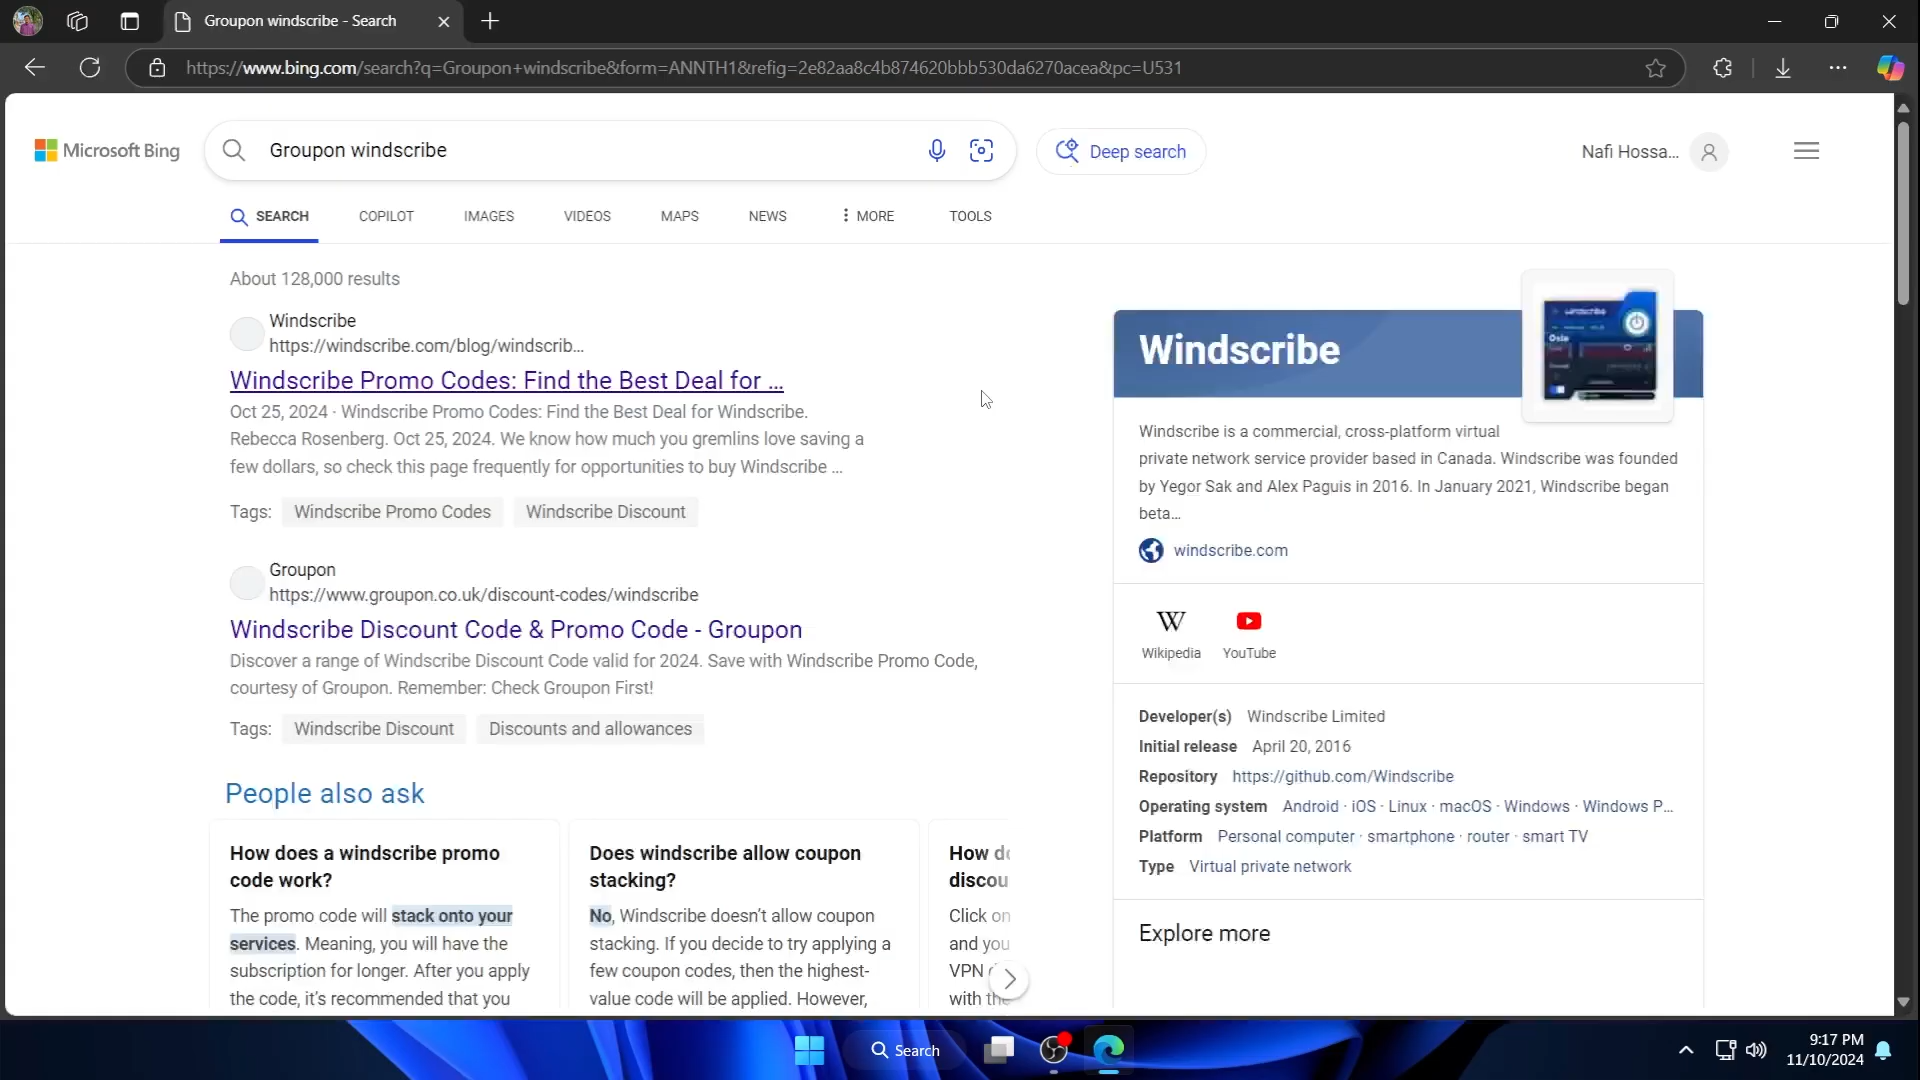 Groupon windscribe - Search
https://www.bing.com/search?q=Groupon+windscribe&form=ANNTH1&refig=2e82aa8c4b874620bbb530da6270acea&pc=U531
Microsoft Bing
Groupon windscribe
Deep search
Nafi Hossa...
SEARCH
COPILOT
IMAGES
VIDEOS
MAPS
NEWS
MORE
TOOLS
About 128,000 results
Windscribe
https://windscribe.com/blog/windscrib...
Windscribe Promo Codes: Find the Best Deal for ...
Oct 25, 2024 · Windscribe Promo Codes: Find the Best Deal for Windscribe.
Rebecca Rosenberg. Oct 25, 2024. We know how much you gremlins love saving a
few dollars, so check this page frequently for opportunities to buy Windscribe ...
Tags: Windscribe Promo Codes Windscribe Discount
Groupon
https://www.groupon.co.uk/discount-codes/windscribe
Windscribe Discount Code & Promo Code - Groupon
Discover a range of Windscribe Discount Code valid for 2024. Save with Windscribe Promo Code,
courtesy of Groupon. Remember: Check Groupon First!
Tags: Windscribe Discount Discounts and allowances
People also ask
How does a windscribe promo
code work?
The promo code will stack onto your
services. Meaning, you will have the
subscription for longer. After you apply
the code, it's recommended that you
Does windscribe allow coupon
stacking?
No, Windscribe doesn't allow coupon
stacking. If you decide to try applying a
few coupon codes, then the highest-
value code will be applied. However,
How do
discou
Click on
and you
VPN
with the
Windscribe
Windscribe is a commercial, cross-platform virtual
private network service provider based in Canada. Windscribe was founded
by Yegor Sak and Alex Paguis in 2016. In January 2021, Windscribe began
beta...
windscribe.com
Wikipedia
YouTube
Developer(s) Windscribe Limited
Initial release April 20, 2016
Repository https://github.com/Windscribe
Operating system Android · iOS · Linux · macOS · Windows · Windows P...
Platform Personal computer · smartphone · router · smart TV
Type Virtual private network
Explore more
Search
9:17 PM
11/10/2024